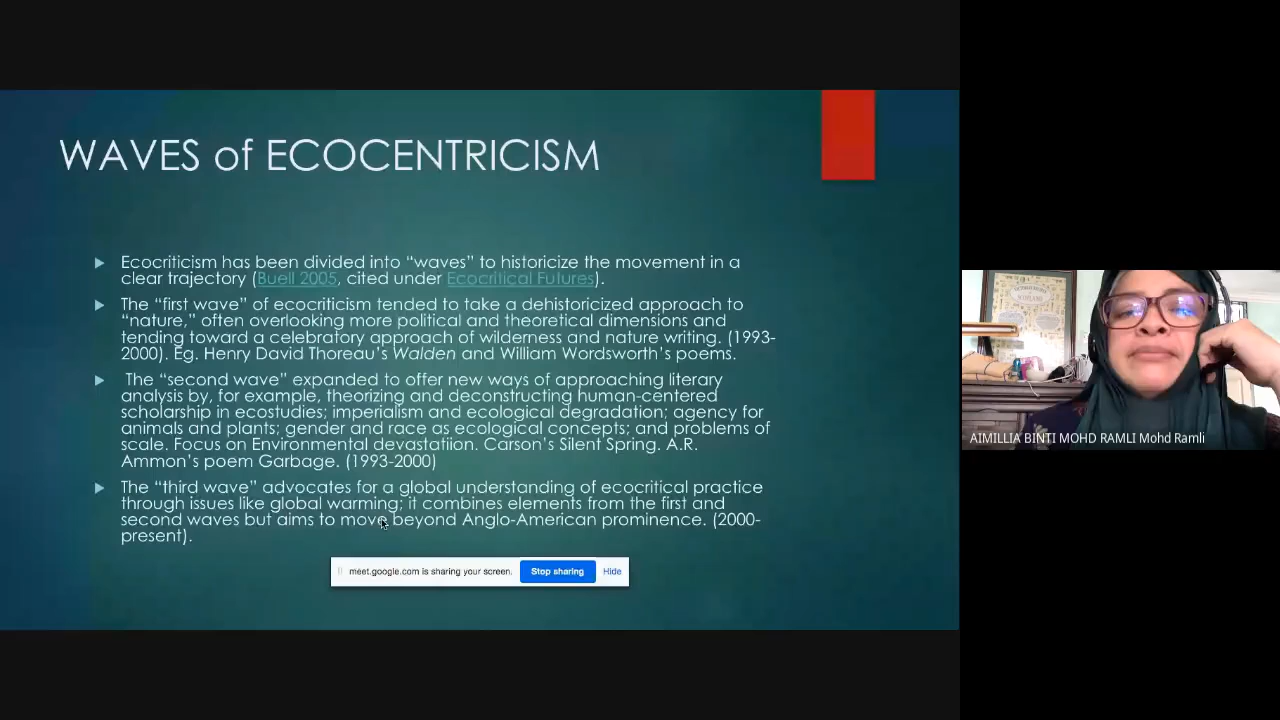 WAVES of ECOCENTRICISM
Ecocriticism has been divided into “waves” to historicize the movement in a
clear trajectory (Buell 2005, cited under Ecocritical Futures).
The “first wave” of ecocriticism tended to take a dehistoricized approach to
“nature,” often overlooking more political and theoretical dimensions and
tending toward a celebratory approach of wilderness and nature writing. (1993-
2000). Eg. Henry David Thoreau’s Walden and William Wordsworth’s poems.
The “second wave” expanded to offer new ways of approaching literary
analysis by, for example, theorizing and deconstructing human-centered
scholarship in ecostudies; imperialism and ecological degradation; agency for
animals and plants; gender and race as ecological concepts; and problems of
scale. Focus on Environmental devastatiion. Carson’s Silent Spring. A.R.
Ammon’s poem Garbage. (1993-2000)
The “third wave” advocates for a global understanding of ecocritical practice
through issues like global warming; it combines elements from the first and
second waves but aims to move beyond Anglo-American prominence. (2000-
present).
meet.google.com is sharing your screen.
Stop sharing
Hide
AIMILLIA BINTI MOHD RAMLI Mohd Ramli